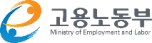 고용노동부
Ministry of Employment and Labor